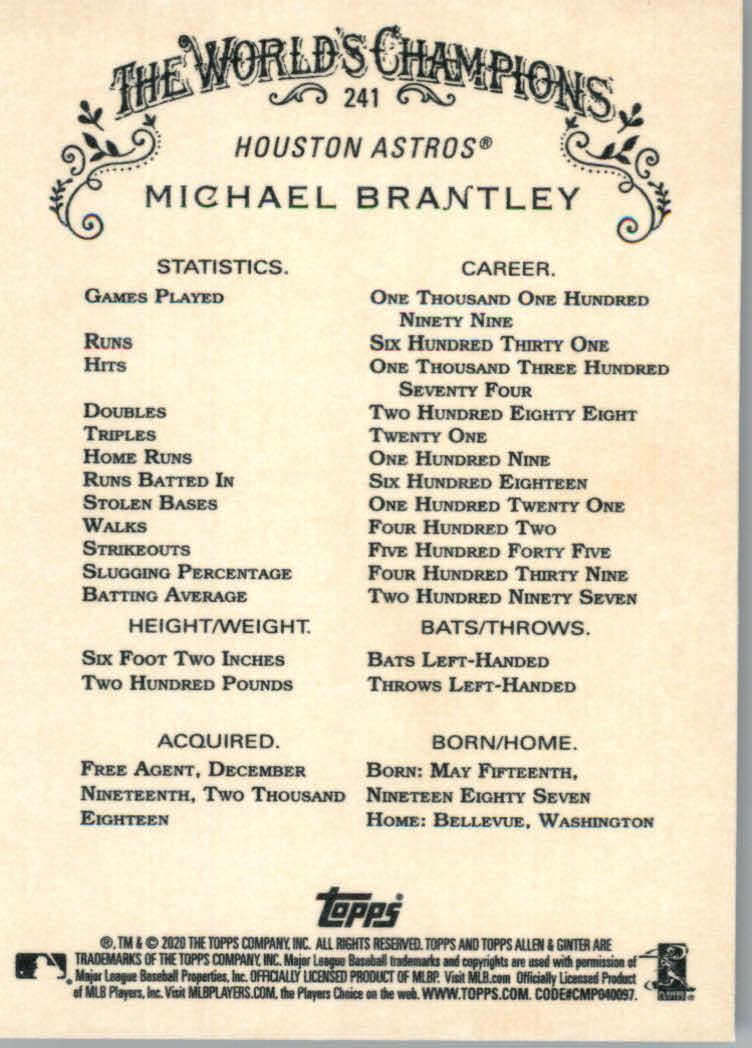 THE WORLD'S CHAMPIONS
241
HOUSTON ASTROS®
MICHAEL BRANTLEY
STATISTICS. CAREER.
GAMES PLAYED ONE THOUSAND ONE HUNDRED
NINETY NINE
RUNS SIX HUNDRED THIRTY ONE
HITS ONE THOUSAND THREE HUNDRED
SEVENTY FOUR
DOUBLES TWO HUNDRED EIGHTY EIGHT
TRIPLES TWENTY ONE
HOME RUNS ONE HUNDRED NINE
RUNS BATTED IN SIX HUNDRED EIGHTEEN
STOLEN BASES ONE HUNDRED TWENTY ONE
WALKS FOUR HUNDRED TWO
STRIKEOUTS FIVE HUNDRED FORTY FIVE
SLUGGING PERCENTAGE FOUR HUNDRED THIRTY NINE
BATTING AVERAGE TWO HUNDRED NINETY SEVEN
HEIGHT/WEIGHT. BATS/THROWS.
SIX FOOT TWO INCHES BATS LEFT-HANDED
TWO HUNDRED POUNDS THROWS LEFT-HANDED
ACQUIRED.
FREE AGENT, DECEMBER
NINETEENTH, TWO THOUSAND
EIGHTEEN
BORN/HOME.
BORN: MAY FIFTEENTH,
NINETEEN EIGHTY SEVEN
HOME: BELLEVUE, WASHINGTON
Topps®
®, TM & © 2020 THE TOPPS COMPANY, INC. ALL RIGHTS RESERVED. TOPPS AND TOPPS ALLEN & GINTER ARE
TRADEMARKS OF THE TOPPS COMPANY, INC. Major League Baseball trademarks and copyrights are used with permission of
Major League Baseball Properties, Inc. OFFICIALLY LICENSED PRODUCT OF MLBP. Visit MLB.com Officially Licensed Product
of MLB Players, Inc. Visit MLBPLAYERS.COM, the Players Choice on the web. WWW.TOPPS.COM. CODE#CMP040097.